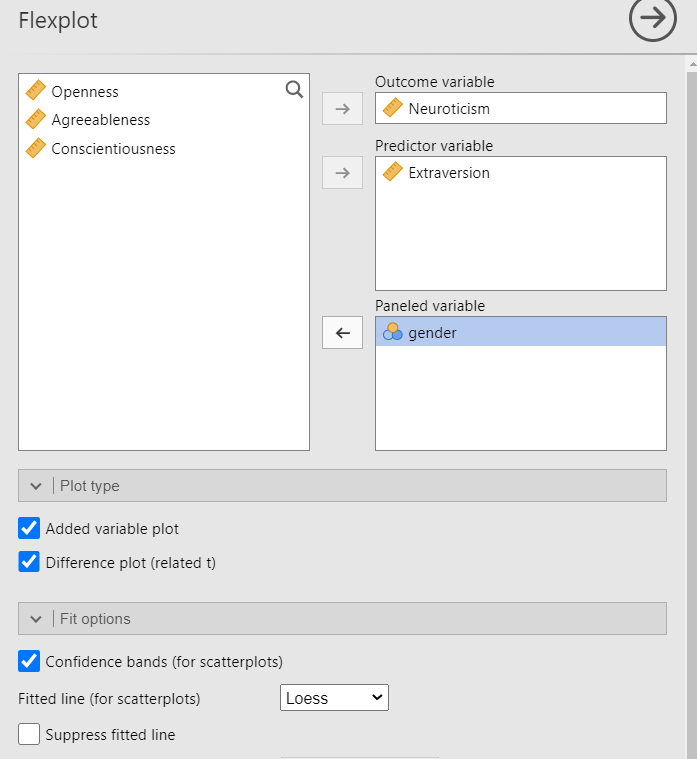 Flexplot
Openness
Agreeableness
Conscientiousness
Outcome variable
Neuroticism
Predictor variable
Extraversion
Paneled variable
gender
Plot type
Added variable plot
Difference plot (related t)
Fit options
Confidence bands (for scatterplots)
Fitted line (for scatterplots) Loess
Suppress fitted line